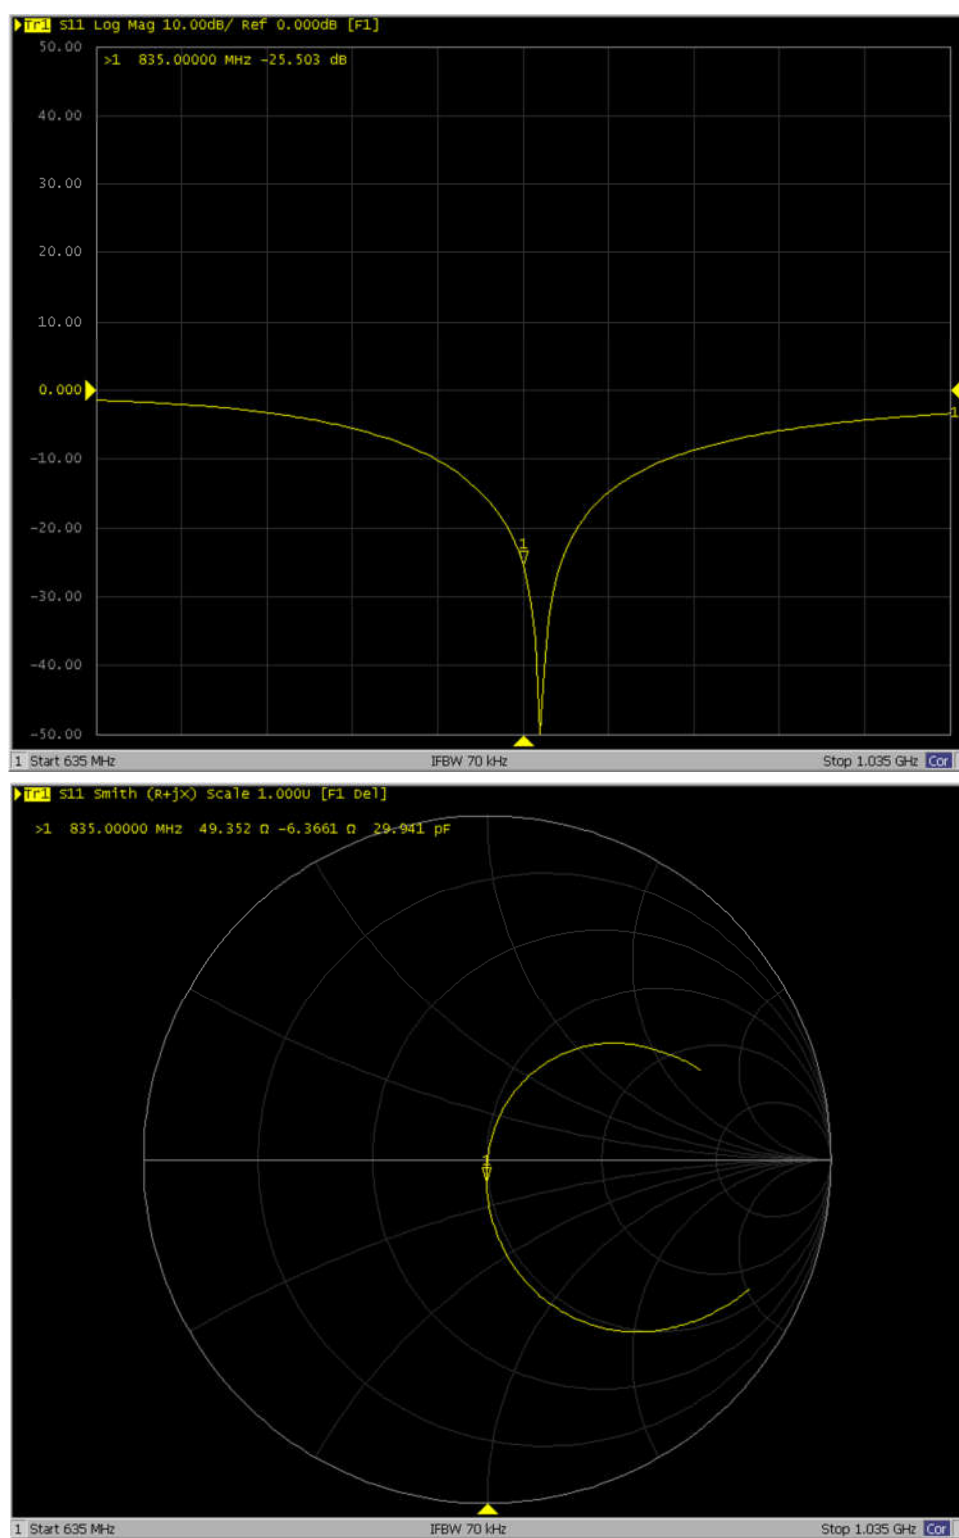 Tr1 S11 Log Mag 10.00dB/ Ref 0.000dB [F1]
50.00
>1 835.00000 MHz -25.503 dB
40.00
30.00
20.00
10.00
0.000
1
-10.00
-20.00
1
-30.00
-40.00
-50.00
1 Start 635 MHz IFBW 70 kHz Stop 1.035 GHz Cor
Tr1 S11 Smith (R+jX) Scale 1.000U [F1 Del]
>1 835.00000 MHz 49.352 Ω -6.3661 Ω 29.941 pF
1
1 Start 635 MHz IFBW 70 kHz Stop 1.035 GHz Cor